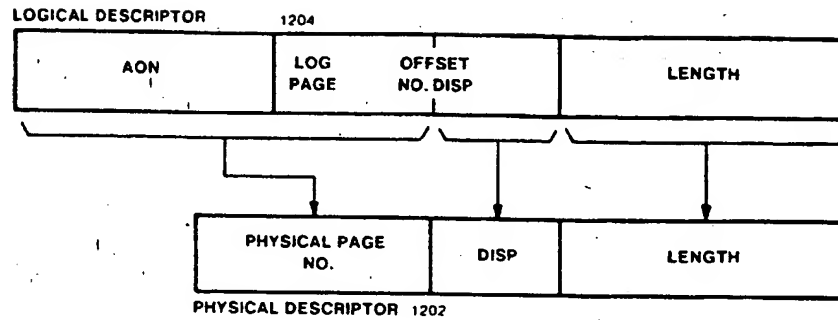 LOGICAL DESCRIPTOR 1204
AON
LOG OFFSET
PAGE NO. DISP
LENGTH
PHYSICAL PAGE
NO.
DISP
LENGTH
PHYSICAL DESCRIPTOR 1202